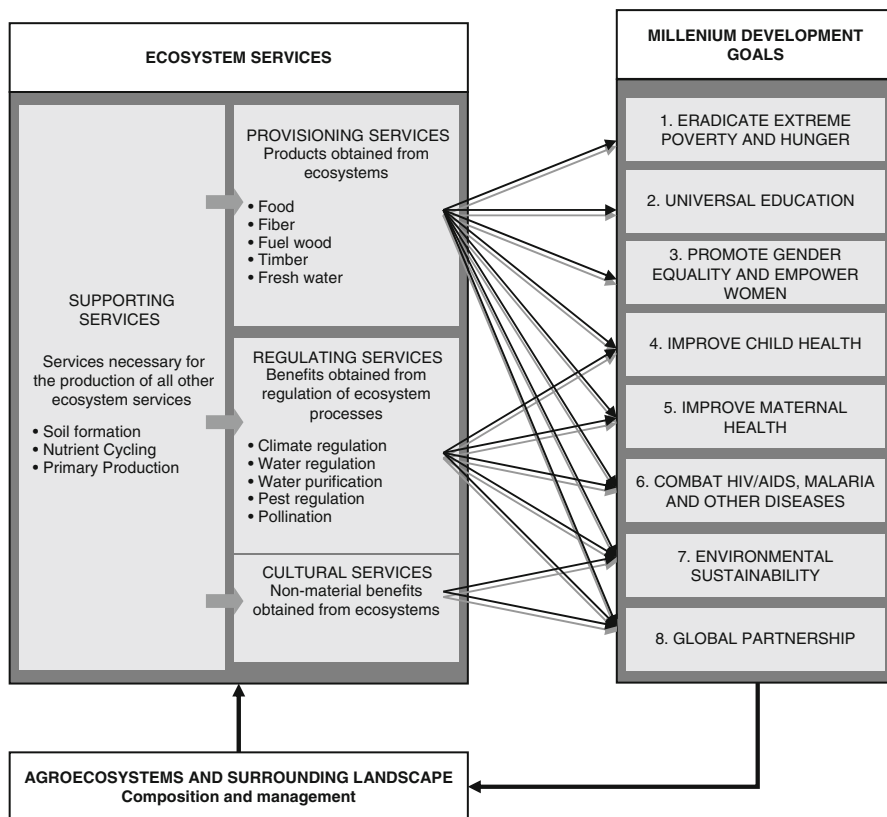 ECOSYSTEM SERVICES
SUPPORTING
SERVICES
Services necessary for
the production of all other
ecosystem services
• Soil formation
• Nutrient Cycling
• Primary Production
PROVISIONING SERVICES
Products obtained from
ecosystems
• Food
• Fiber
• Fuel wood
• Timber
• Fresh water
REGULATING SERVICES
Benefits obtained from
regulation of ecosystem
processes
• Climate regulation
• Water regulation
• Water purification
• Pest regulation
• Pollination
CULTURAL SERVICES
Non-material benefits
obtained from ecosystems
MILLENIUM DEVELOPMENT
GOALS
1. ERADICATE EXTREME
POVERTY AND HUNGER
2. UNIVERSAL EDUCATION
3. PROMOTE GENDER
EQUALITY AND EMPOWER
WOMEN
4. IMPROVE CHILD HEALTH
5. IMPROVE MATERNAL
HEALTH
6. COMBAT HIV/AIDS, MALARIA
AND OTHER DISEASES
7. ENVIRONMENTAL
SUSTAINABILITY
8. GLOBAL PARTNERSHIP
AGROECOSYSTEMS AND SURROUNDING LANDSCAPE
Composition and management